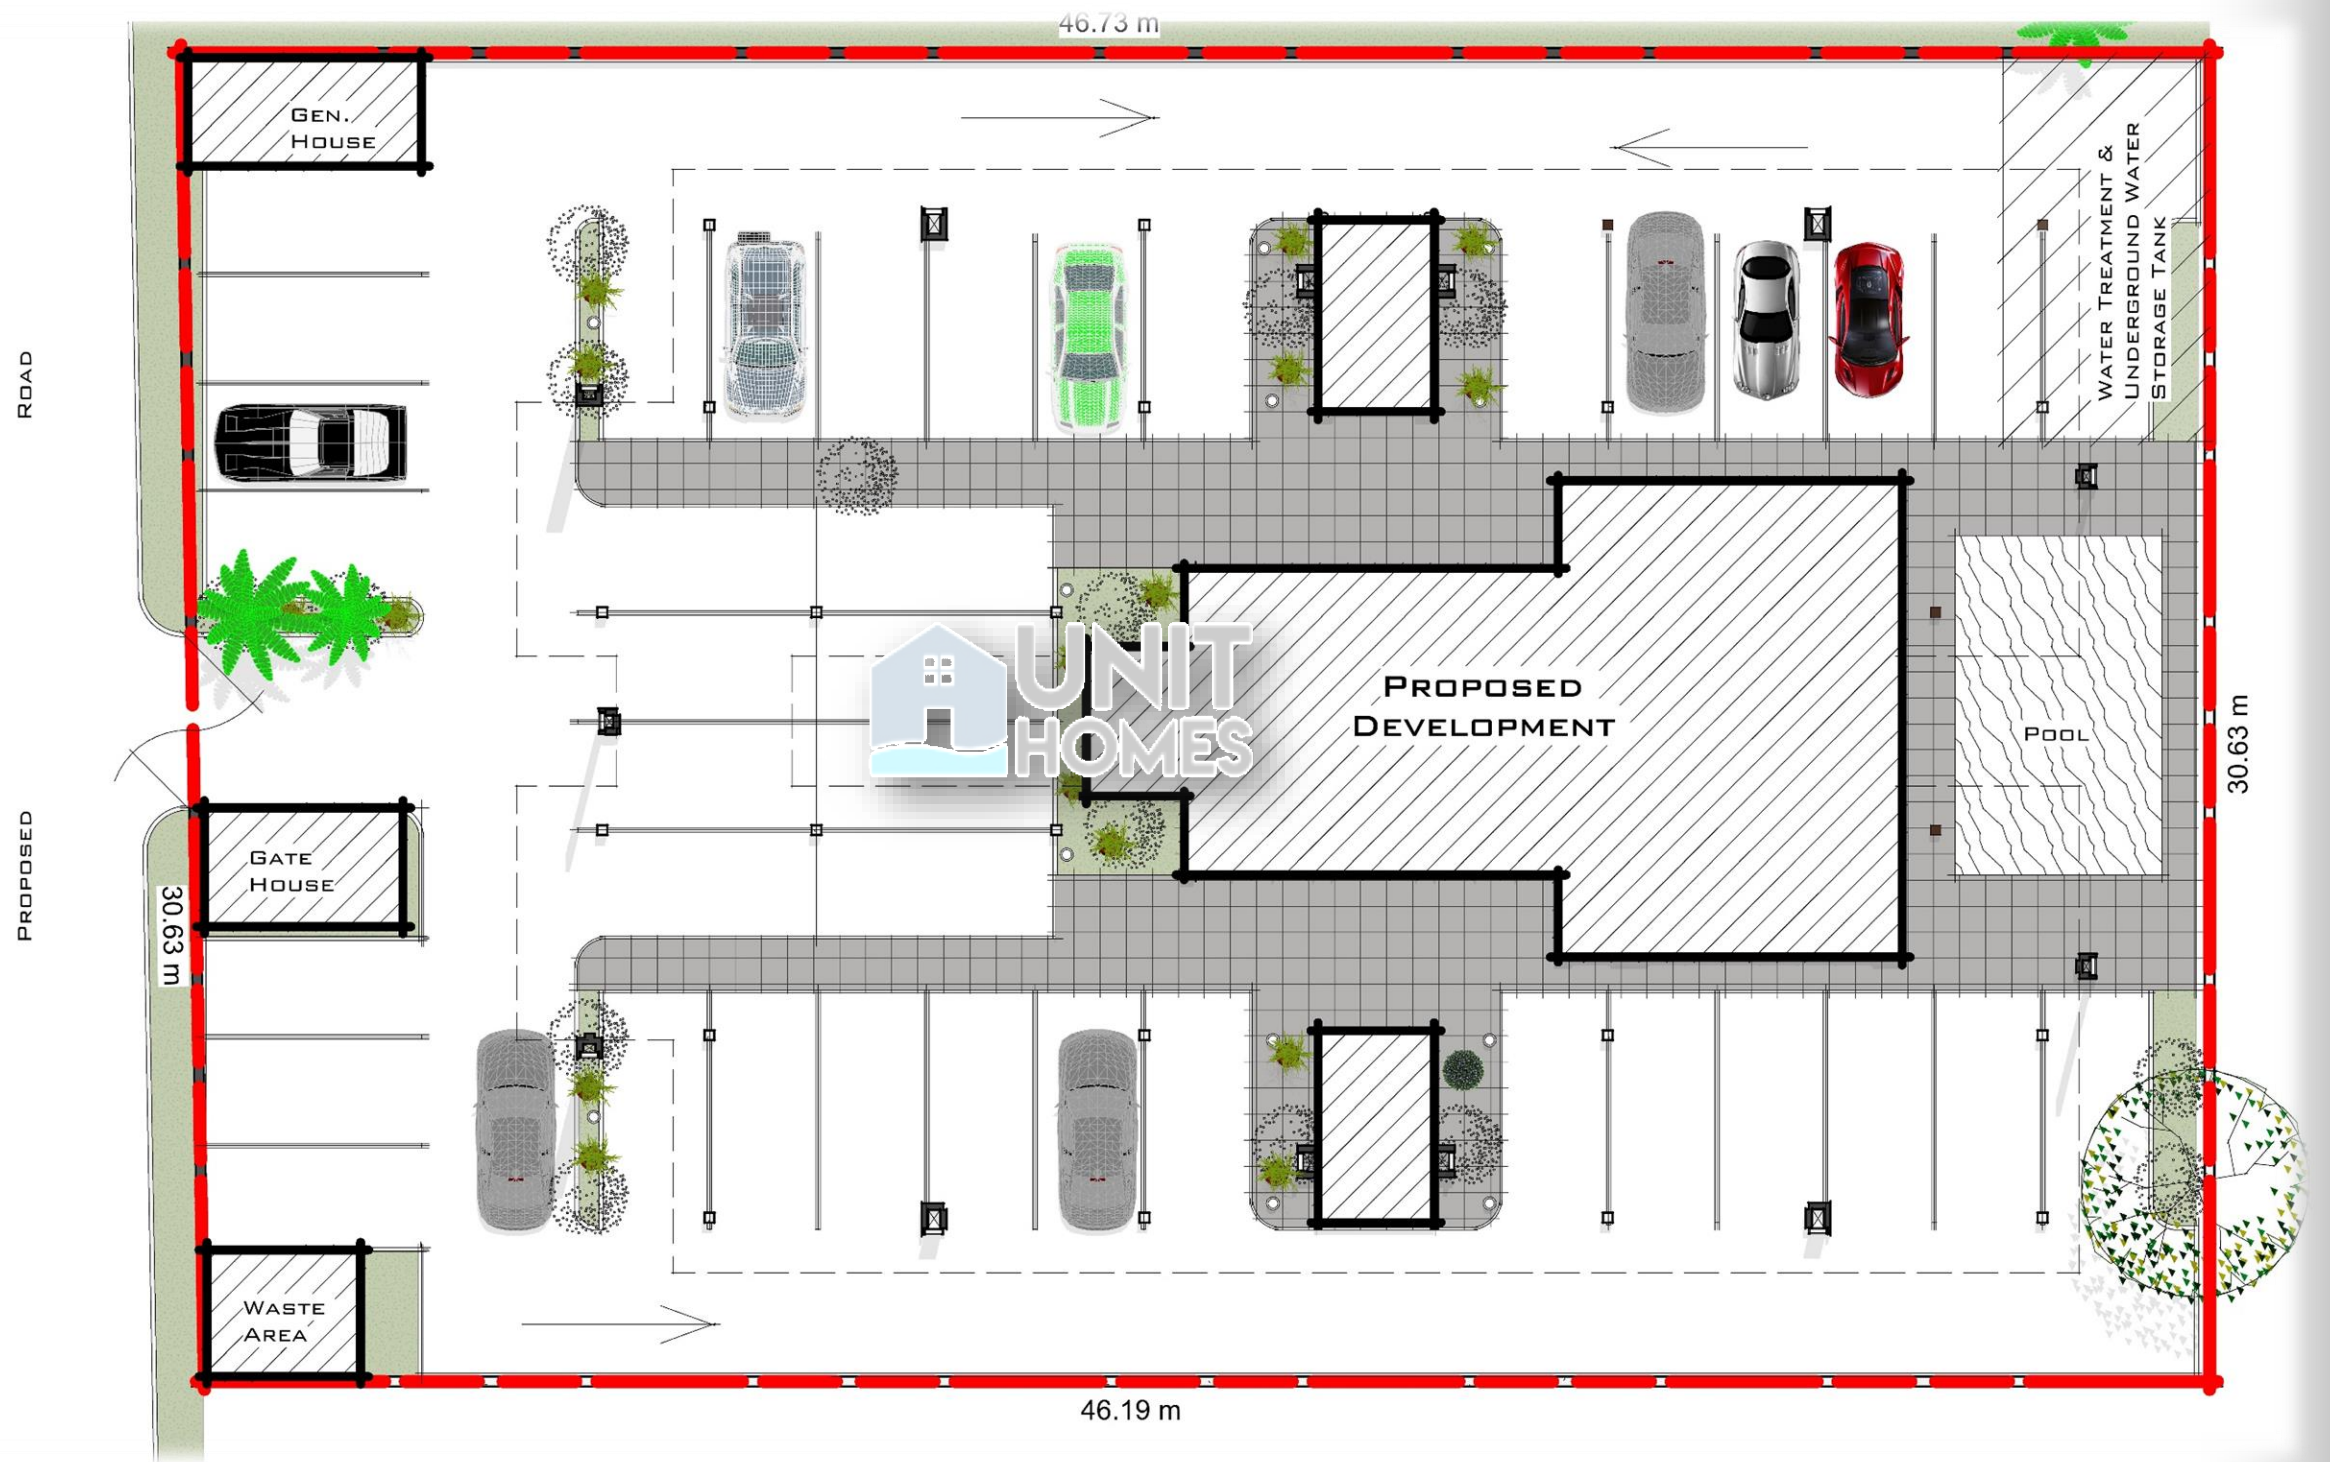 46.73 m
GEN.
HOUSE
WATER TREATMENT &
UNDERGROUND WATER
STORAGE TANK
ROAD
UNIT
HOMES
PROPOSED
DEVELOPMENT
POOL
30.63 m
PROPOSED
GATE
HOUSE
30.63 m
WASTE
AREA
46.19 m